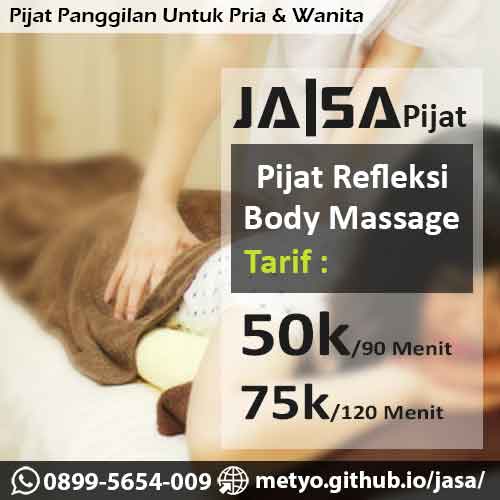 Pijat Panggilan Untuk Pria & Wanita
JA|SA Pijat
Pijat Refleksi
Body Massage
Tarif :
50k/90 Menit
75k/120 Menit
0899-5654-009 metyo.github.io/jasa/